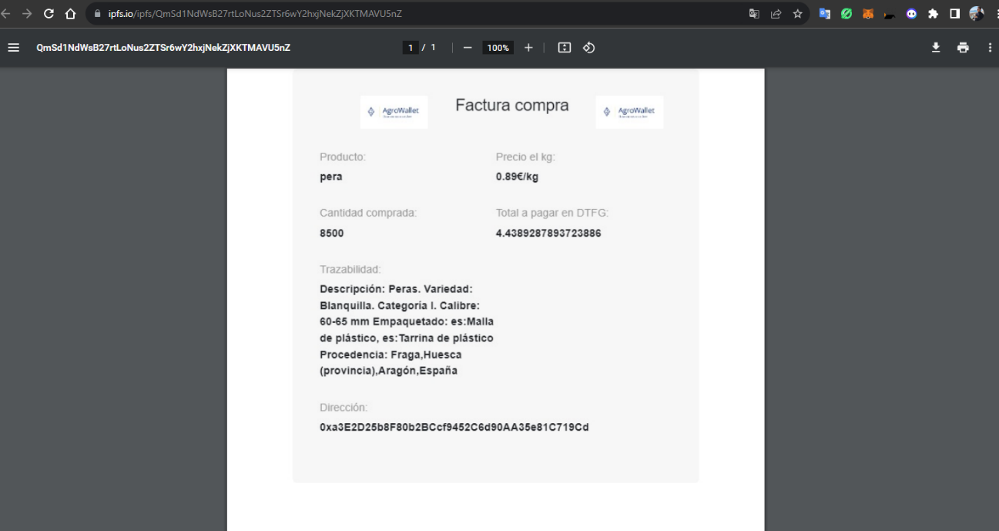 ipfs.io/ipfs/QmSd1NdWsB27rtLoNus2ZTSr6wY2hxjNekZjXKTMAVU5nZ
QmSd1NdWsB27rtLoNus2ZTSr6wY2hxjNekZjXKTMAVU5nZ
1 / 1
100%
AgroWallet
Factura compra
AgroWallet
Producto:
Precio el kg:
pera
0.89€/kg
Cantidad comprada:
Total a pagar en DTFG:
8500
4.4389287893723886
Trazabilidad:
Descripción: Peras. Variedad:
Blanquilla. Categoría I. Calibre:
60-65 mm Empaquetado: es:Malla
de plástico, es:Tarrina de plástico
Procedencia: Fraga,Huesca
(provincia),Aragón,España
Dirección:
0xa3E2D25b8F80b2BCcf9452C6d90AA35e81C719Cd